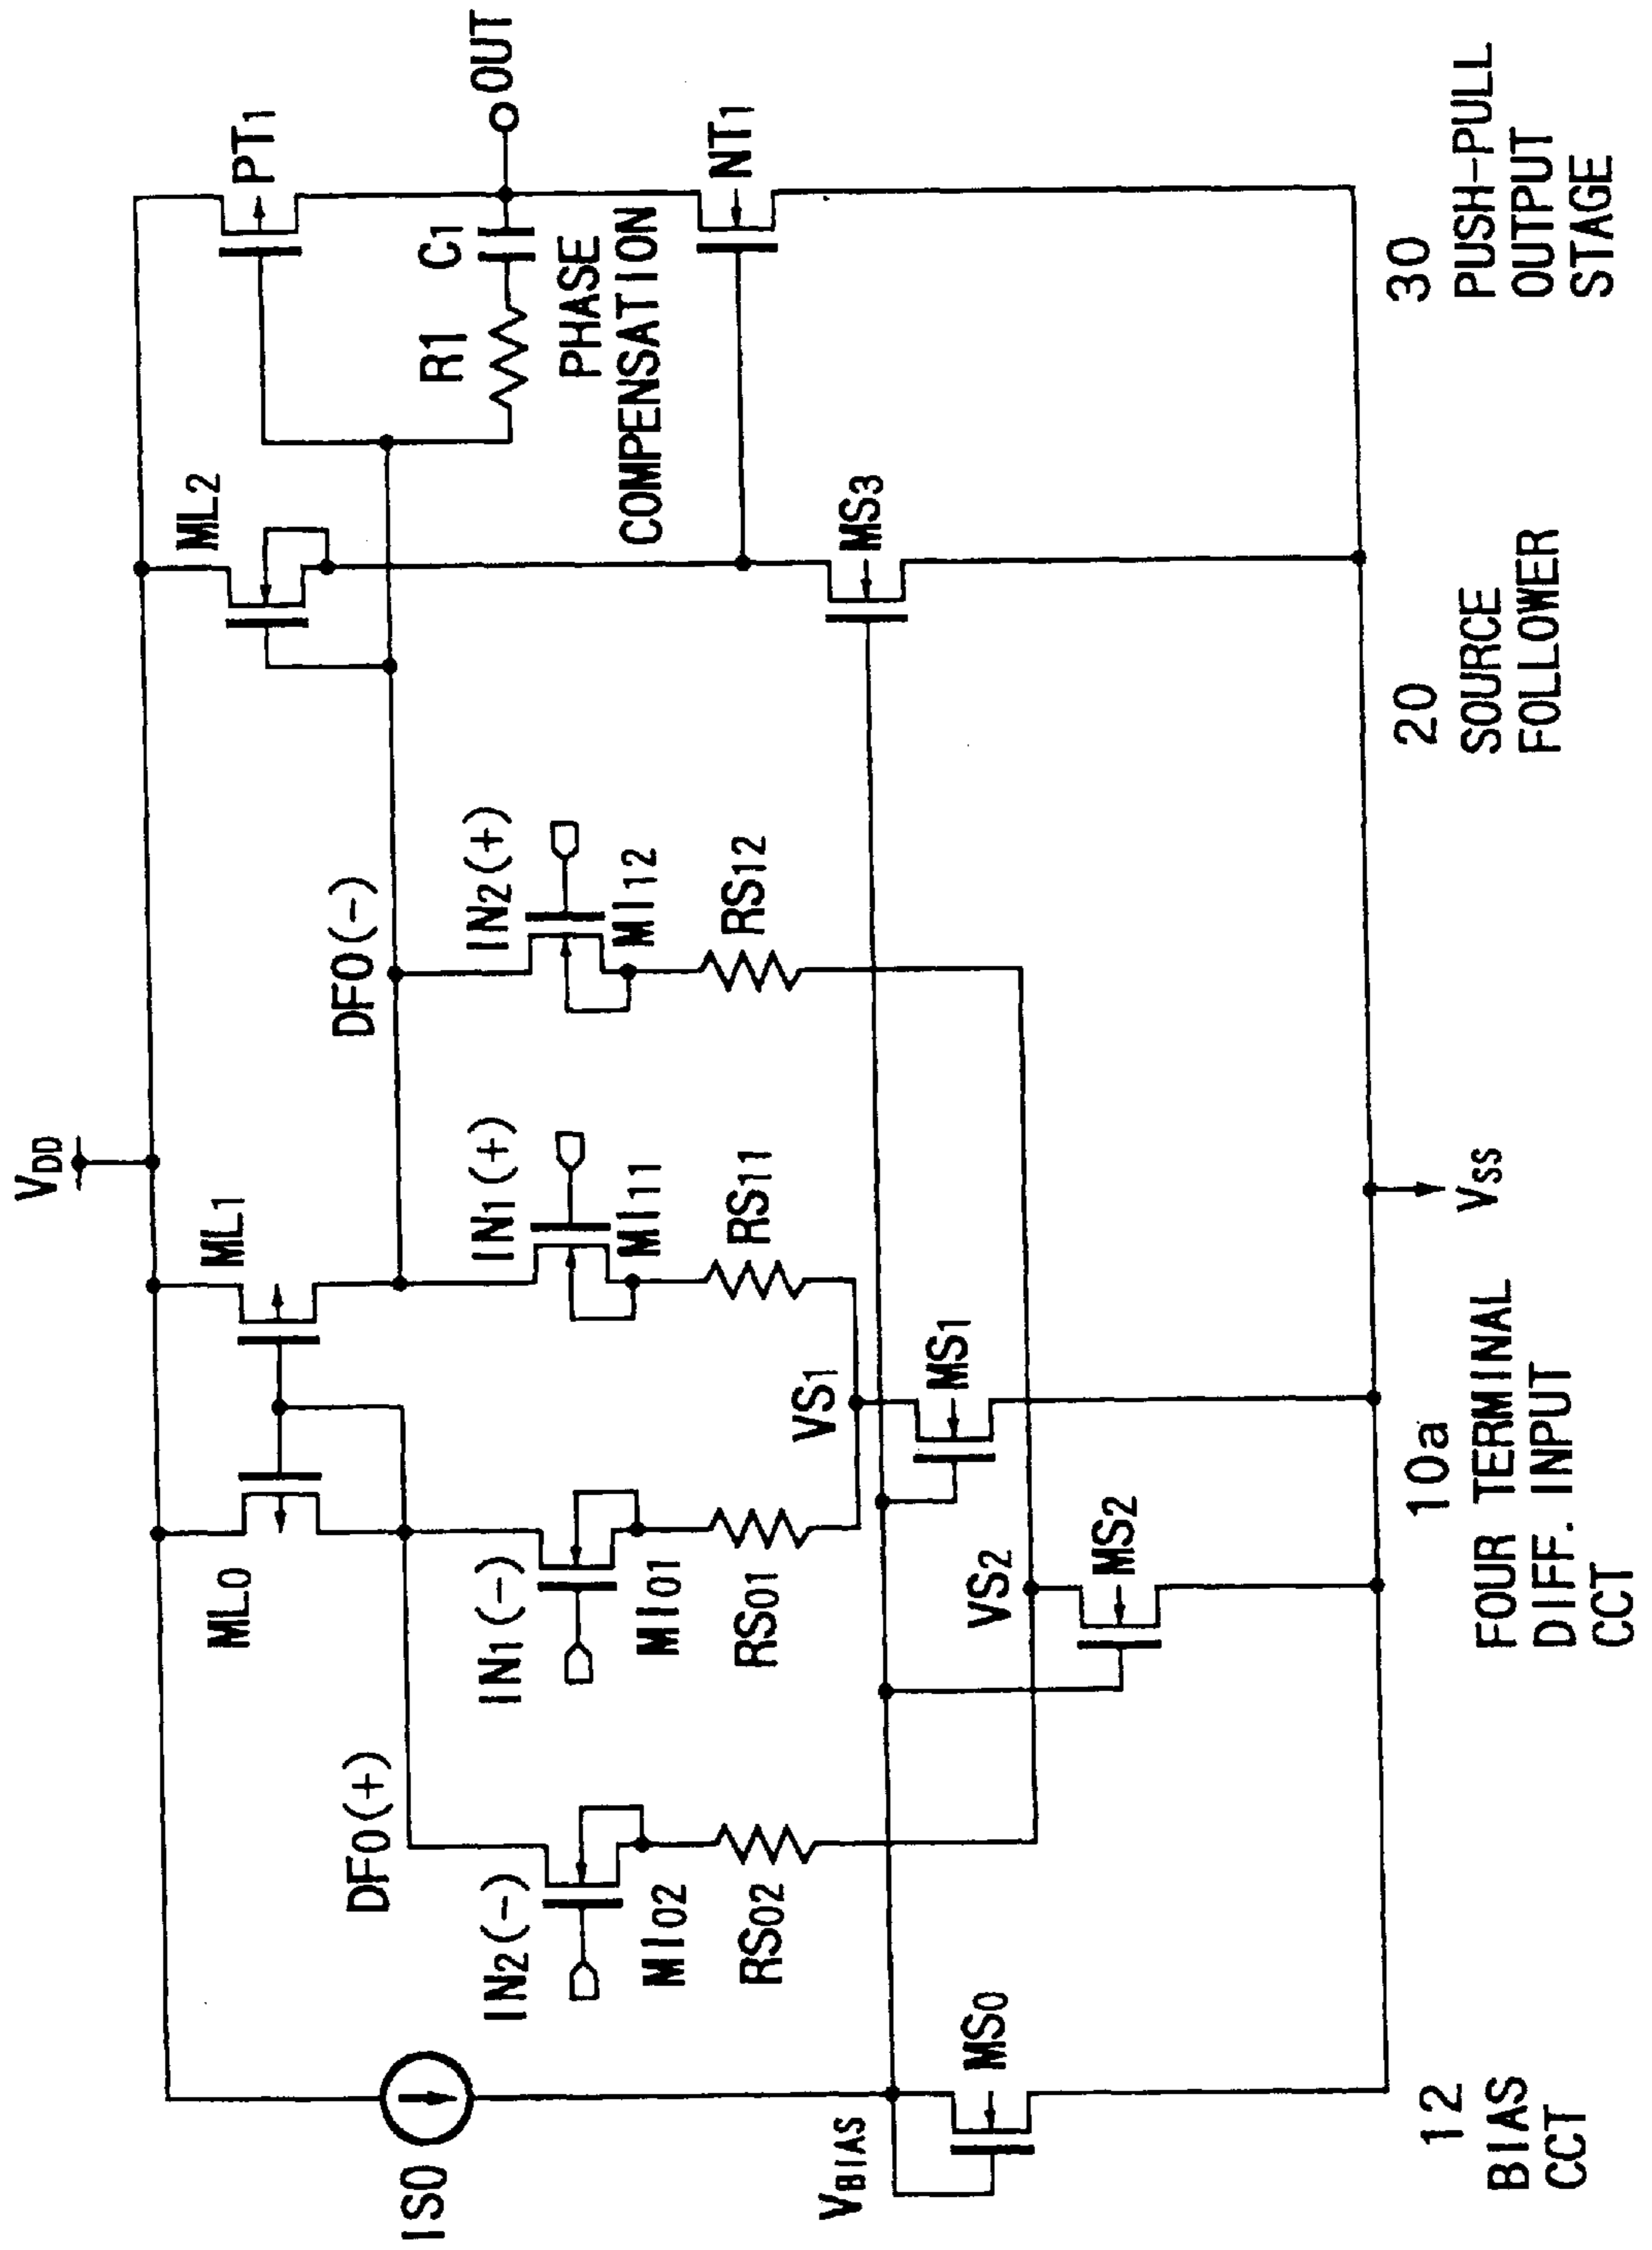 VDD
ML0
ML1
ML2
PT1
ISO
DFO(+)
DFO(-)
IN2(-)
IN1(-)
IN1(+)
IN2(+)
MI02
MI01
MI11
MI12
RS02
RS01
RS11
RS12
R1
C1
OUT
PHASE
COMPENSATION
NT1
VBIAS
MS0
VS2
MS2
VS1
MS1
MS3
VSS
12
BIAS
CCT
10a
FOUR TERMINAL
DIFF. INPUT
CCT
20
SOURCE
FOLLOWER
30
PUSH-PULL
OUTPUT
STAGE